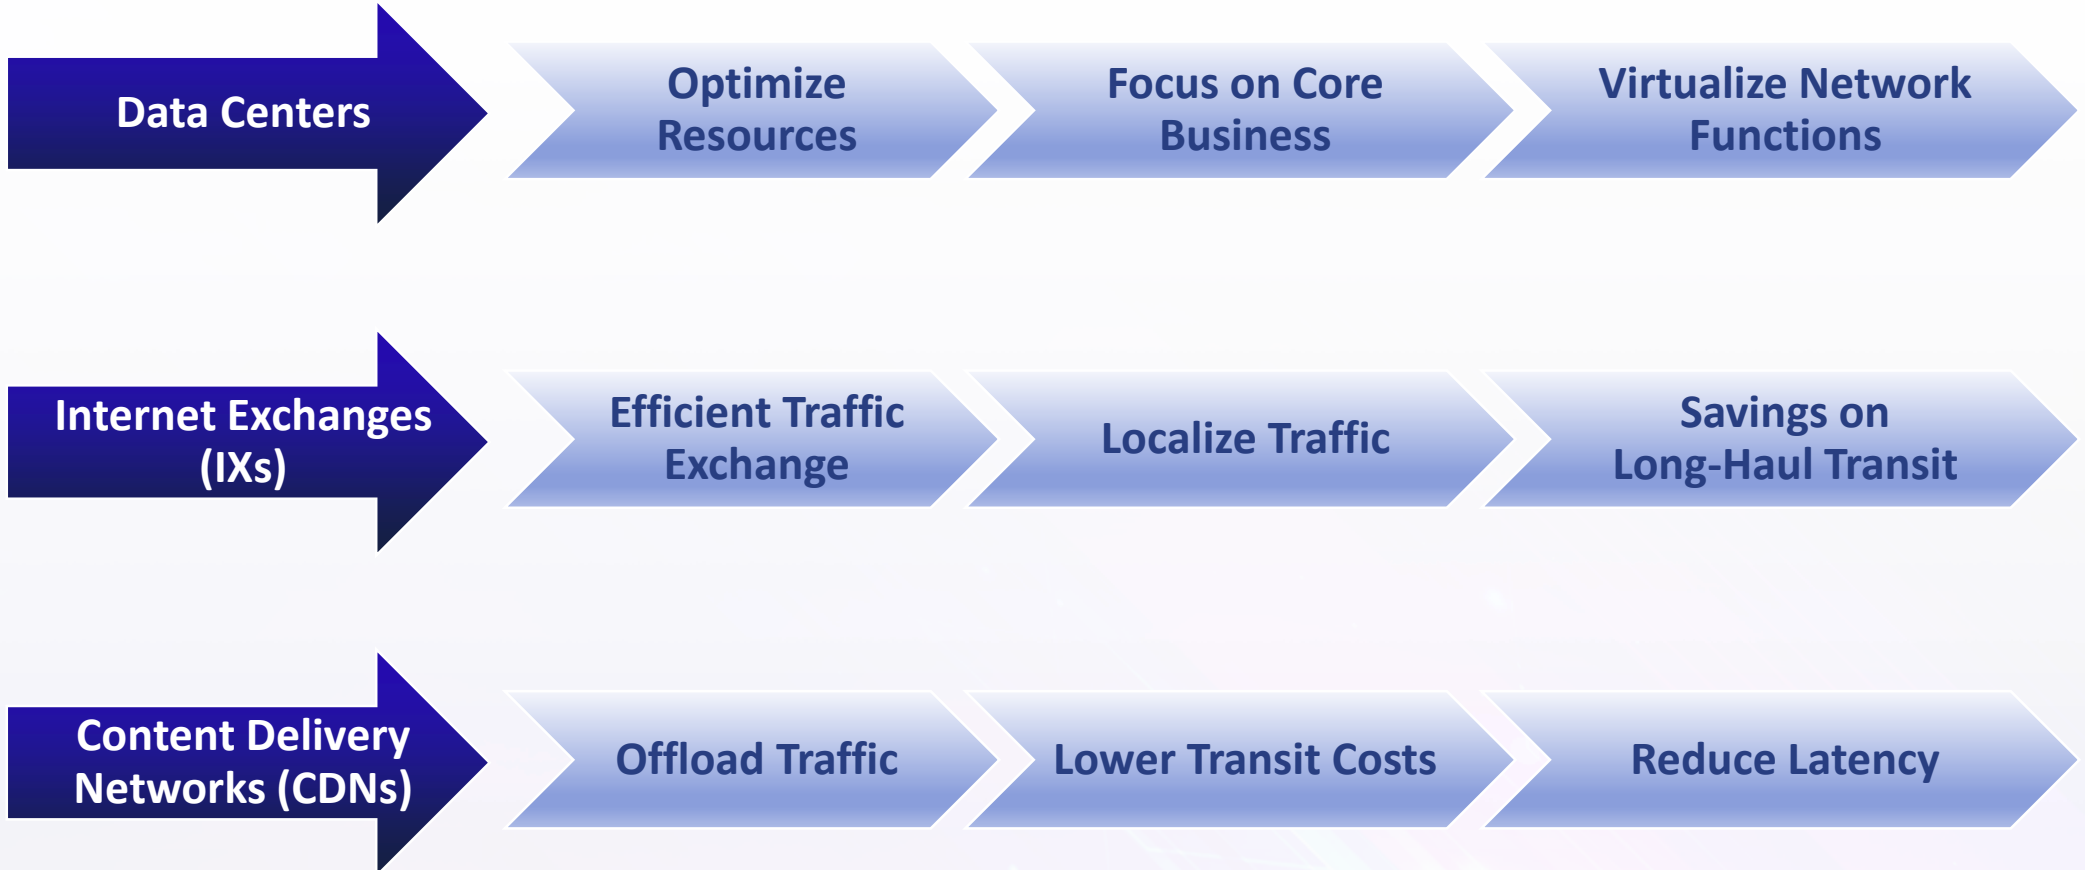 Data Centers
Optimize
Resources
Focus on Core
Business
Virtualize Network
Functions
Internet Exchanges
(IXs)
Efficient Traffic
Exchange
Localize Traffic
Savings on
Long-Haul Transit
Content Delivery
Networks (CDNs)
Offload Traffic
Lower Transit Costs
Reduce Latency